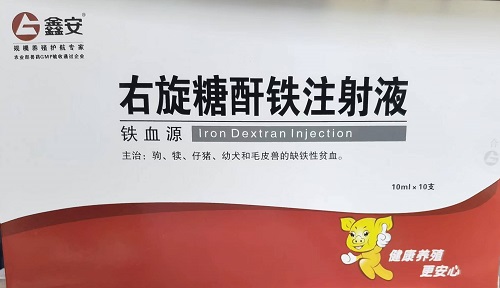 鑫安
规模养殖护航专家
农业部兽药GMP验收通过企业
右旋糖酐铁注射液
铁血源 Iron Dextran Injection
主治：驹、犊、仔猪、幼犬和毛皮兽的缺铁性贫血。
10ml×10支
健康养殖
更安心